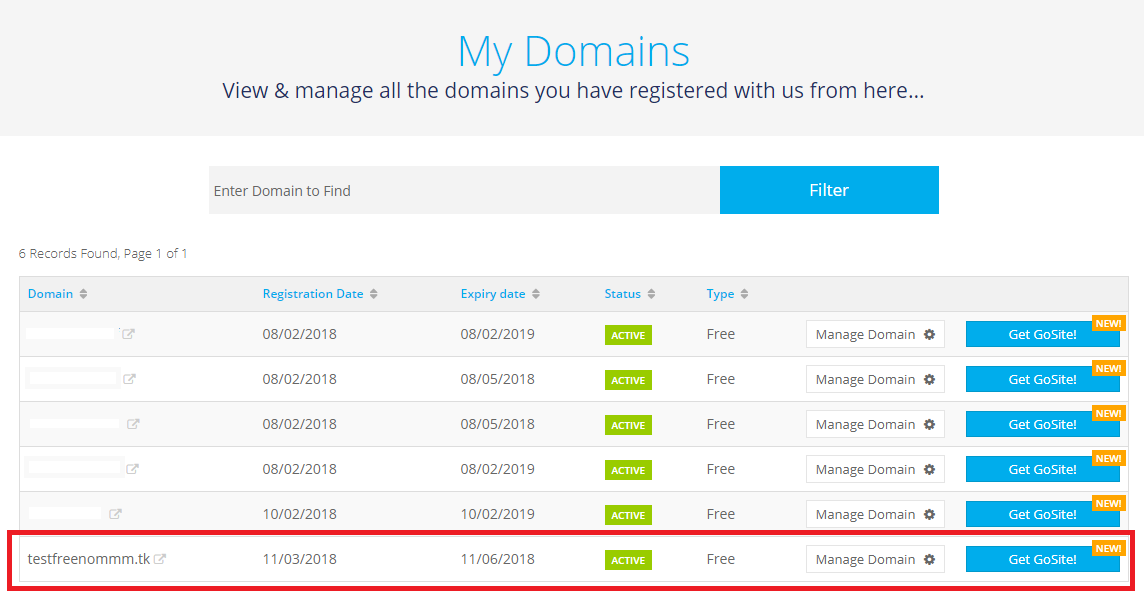 My Domains
View & manage all the domains you have registered with us from here...
Enter Domain to Find Filter
6 Records Found, Page 1 of 1
Domain Registration Date Expiry date Status Type
08/02/2018 08/02/2019 ACTIVE Free Manage Domain Get GoSite! NEW!
08/02/2018 08/05/2018 ACTIVE Free Manage Domain Get GoSite! NEW!
08/02/2018 08/05/2018 ACTIVE Free Manage Domain Get GoSite! NEW!
08/02/2018 08/02/2019 ACTIVE Free Manage Domain Get GoSite! NEW!
10/02/2018 10/02/2019 ACTIVE Free Manage Domain Get GoSite! NEW!
testfreenommm.tk 11/03/2018 11/06/2018 ACTIVE Free Manage Domain Get GoSite! NEW!